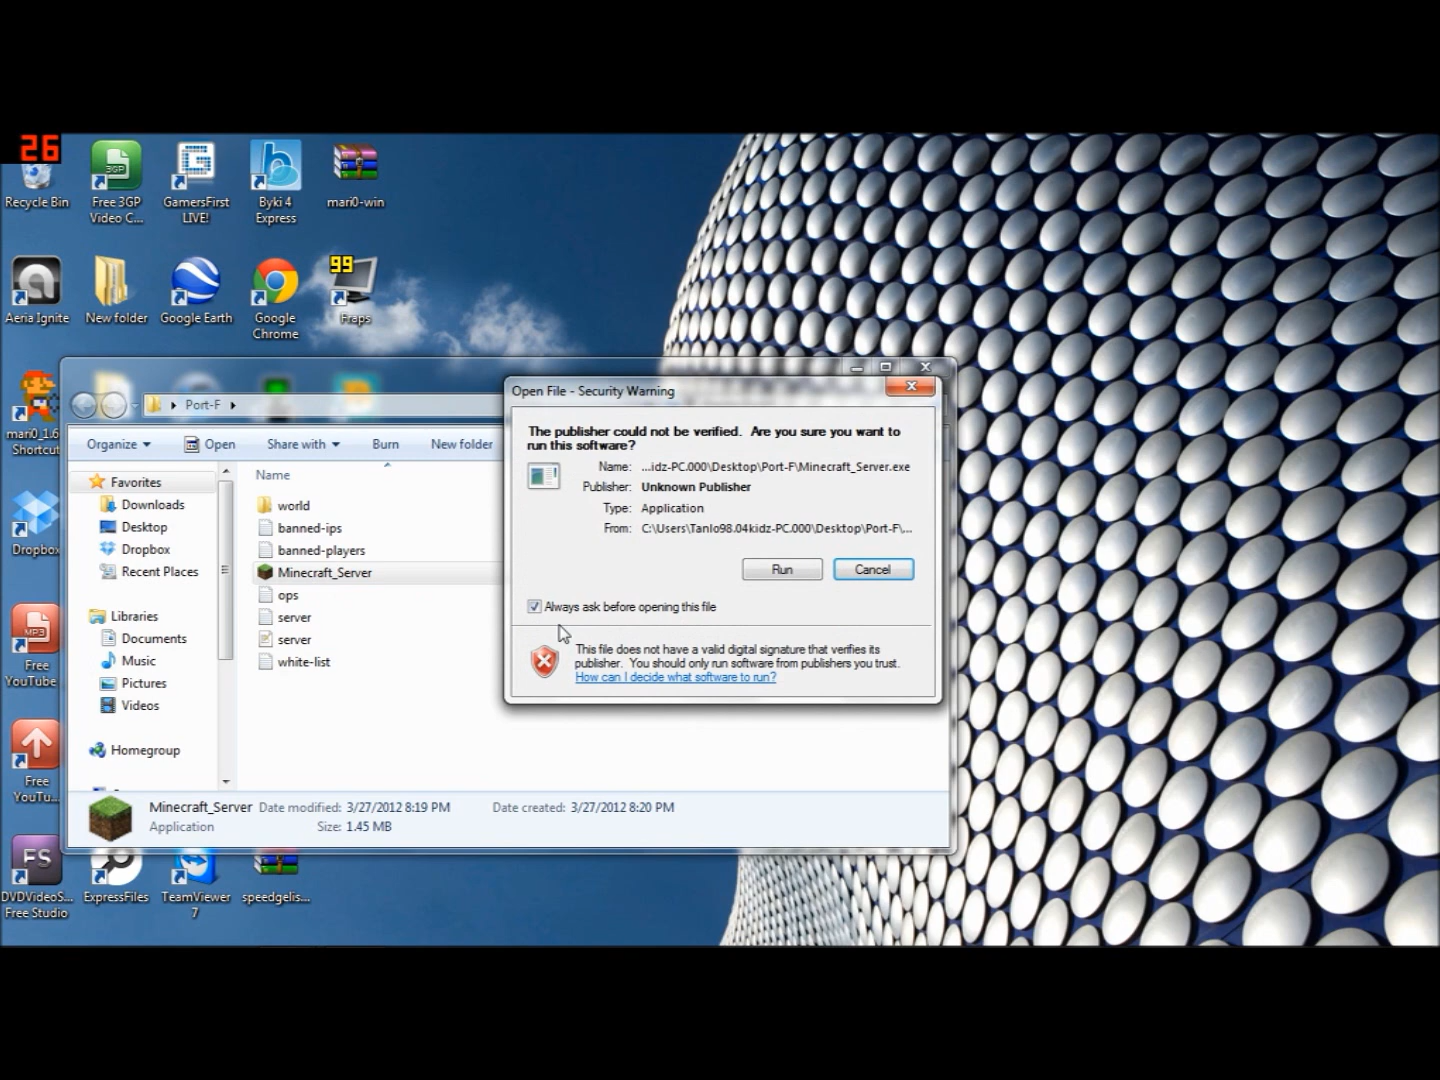 26
Recycle Bin
Free 3GP
Video C...
GamersFirst
LIVE!
Byki 4
Express
mari0-win
Aeria Ignite
New folder
Google Earth
Google
Chrome
99
Fraps
mari0_1.6
Shortcut
Dropbox
MP3
Free
YouTube
Free
YouTu...
FS
DVDVideoS...
Free Studio
ExpressFiles
TeamViewer
7
speedgelis...
Port-F
Organize
Open
Share with
Burn
New folder
Favorites
Downloads
Desktop
Dropbox
Recent Places
Libraries
Documents
Music
Pictures
Videos
Homegroup
Name
world
banned-ips
banned-players
Minecraft_Server
ops
server
server
white-list
Minecraft_Server Date modified: 3/27/2012 8:19 PM Date created: 3/27/2012 8:20 PM
Application Size: 1.45 MB
Open File - Security Warning
The publisher could not be verified. Are you sure you want to
run this software?
Name: ...idz-PC.000\Desktop\Port-F\Minecraft_Server.exe
Publisher: Unknown Publisher
Type: Application
From: C:\Users\Tanlo98.04kidz-PC.000\Desktop\Port-F\...
Run
Cancel
Always ask before opening this file
This file does not have a valid digital signature that verifies its
publisher. You should only run software from publishers you trust.
How can I decide what software to run?